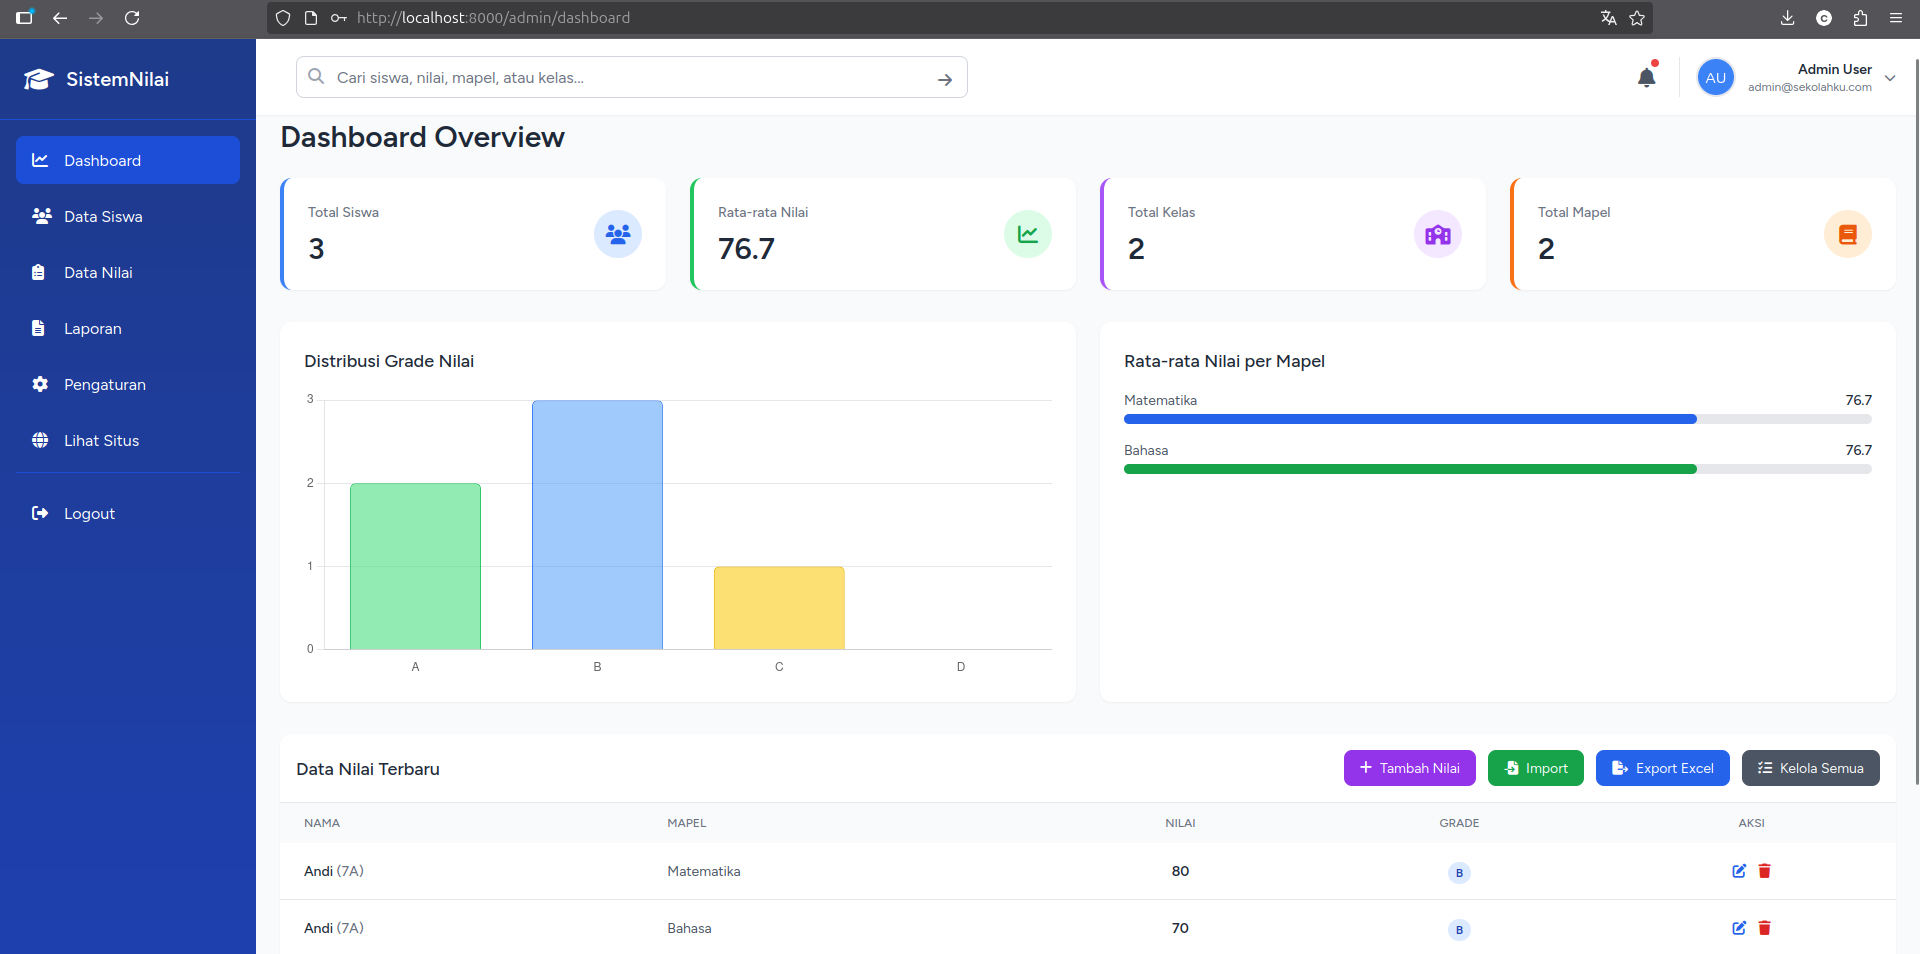 http://localhost:8000/admin/dashboard
SistemNilai
Cari siswa, nilai, mapel, atau kelas...
AU
Admin User
admin@sekolahku.com
Dashboard
Data Siswa
Data Nilai
Laporan
Pengaturan
Lihat Situs
Logout
Dashboard Overview
Total Siswa
3
Rata-rata Nilai
76.7
Total Kelas
2
Total Mapel
2
Distribusi Grade Nilai
3
2
1
0
A B C D
Rata-rata Nilai per Mapel
Matematika 76.7
Bahasa 76.7
Data Nilai Terbaru
Tambah Nilai
Import
Export Excel
Kelola Semua
NAMA MAPEL NILAI GRADE AKSI
Andi (7A) Matematika 80 B
Andi (7A) Bahasa 70 B